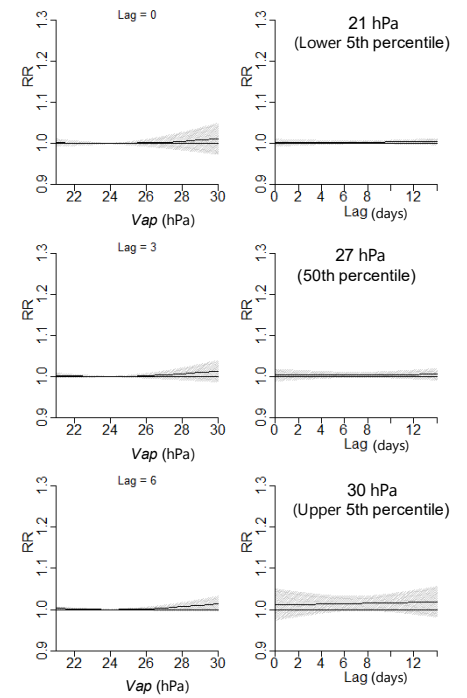 Lag = 0
1.3
1.2
RR
1.1
1.0
0.9
22 24 26 28 30
Vap (hPa)
21 hPa
(Lower 5th percentile)
1.3
1.2
RR
1.1
1.0
0.9
0 2 4 6 8 12
Lag (days)
Lag = 3
1.3
1.2
RR
1.1
1.0
0.9
22 24 26 28 30
Vap (hPa)
27 hPa
(50th percentile)
1.3
1.2
RR
1.1
1.0
0.9
0 2 4 6 8 12
Lag (days)
Lag = 6
1.3
1.2
RR
1.1
1.0
0.9
22 24 26 28 30
Vap (hPa)
30 hPa
(Upper 5th percentile)
1.3
1.2
RR
1.1
1.0
0.9
0 2 4 6 8 12
Lag (days)